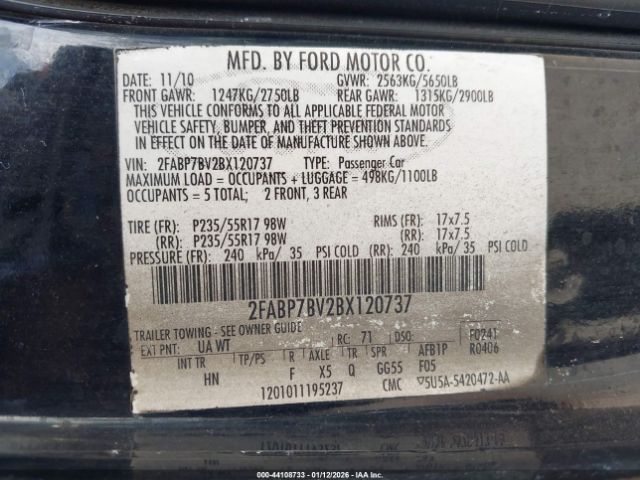 MFD. BY FORD MOTOR CO.
DATE: 11/10 GVWR: 2563KG/5650LB
FRONT GAWR: 1247KG/2750LB REAR GAWR: 1315KG/2900LB
THIS VEHICLE CONFORMS TO ALL APPLICABLE FEDERAL MOTOR
VEHICLE SAFETY, BUMPER, AND THEFT PREVENTION STANDARDS
IN EFFECT ON THE DATE OF MANUFACTURE SHOWN ABOVE.
VIN: 2FABP7BV2BX120737 TYPE: Passenger Car
MAXIMUM LOAD = OCCUPANTS + LUGGAGE = 498KG/1100LB
OCCUPANTS = 5 TOTAL; 2 FRONT, 3 REAR
TIRE (FR): P235/55R17 98W RIMS (FR): 17x7.5
(RR): P235/55R17 98W (RR): 17x7.5
PRESSURE (FR): 240 kPa/ 35 PSI COLD (RR): 240 kPa/ 35 PSI COLD
2FABP7BV2BX120737
TRAILER TOWING - SEE OWNER GUIDE
EXT PNT: UA WT RC: 71 DSO: F0241
INT TR TP/PS R AXLE TR SPR AFB1P R0406
HN F X5 Q GG55 F05
1201011195237 CMC 5U5A-5420472-AA
000-44108733 - 01/12/2026 - IAAI.COM